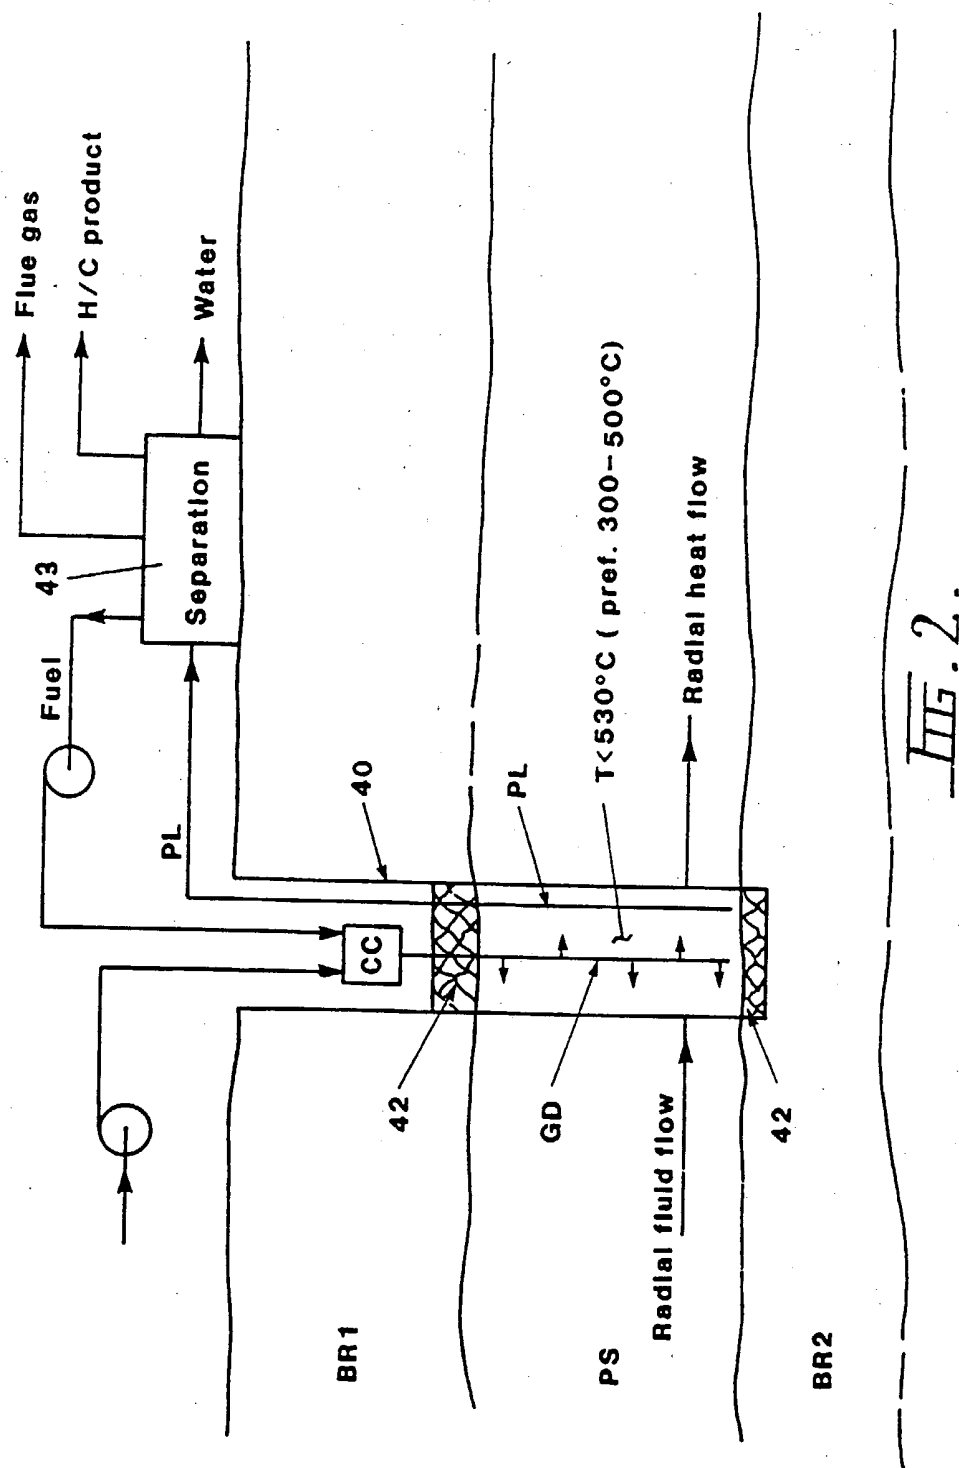 Flue gas
H/C product
Water
43
Separation
Fuel
PL
40
CC
42
PL
T<530°C ( pref. 300-500°C)
GD
Radial heat flow
Radial fluid flow
42
BR1
PS
BR2
FIG. 2.